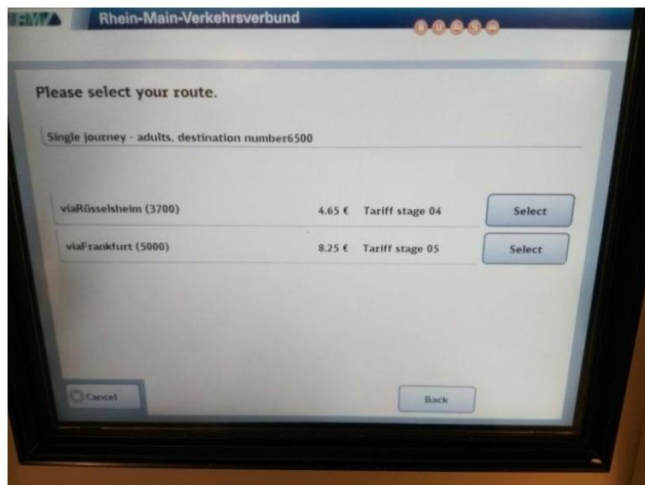 RMV
Rhein-Main-Verkehrsverbund
Please select your route.
Single journey - adults, destination number6500
viaRüsselsheim (3700) 4.65 € Tariff stage 04 Select
viaFrankfurt (5000) 8.25 € Tariff stage 05 Select
Cancel Back